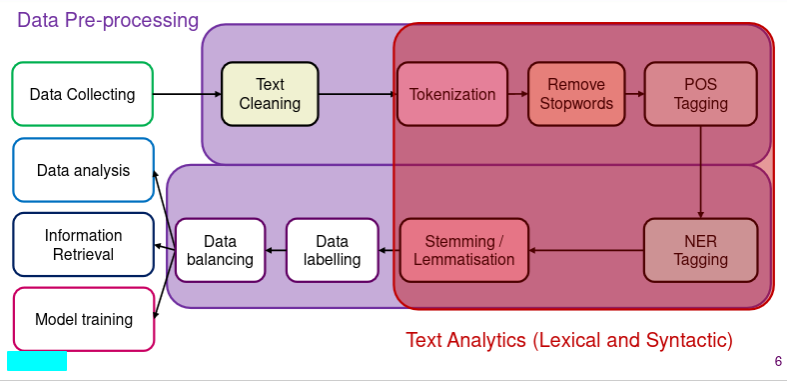 Data Pre-processing
Data Collecting
Text
Cleaning
Tokenization
Remove
Stopwords
POS
Tagging
Data analysis
Information
Retrieval
Model training
Data
balancing
Data
labelling
Stemming /
Lemmatisation
NER
Tagging
Text Analytics (Lexical and Syntactic)
6